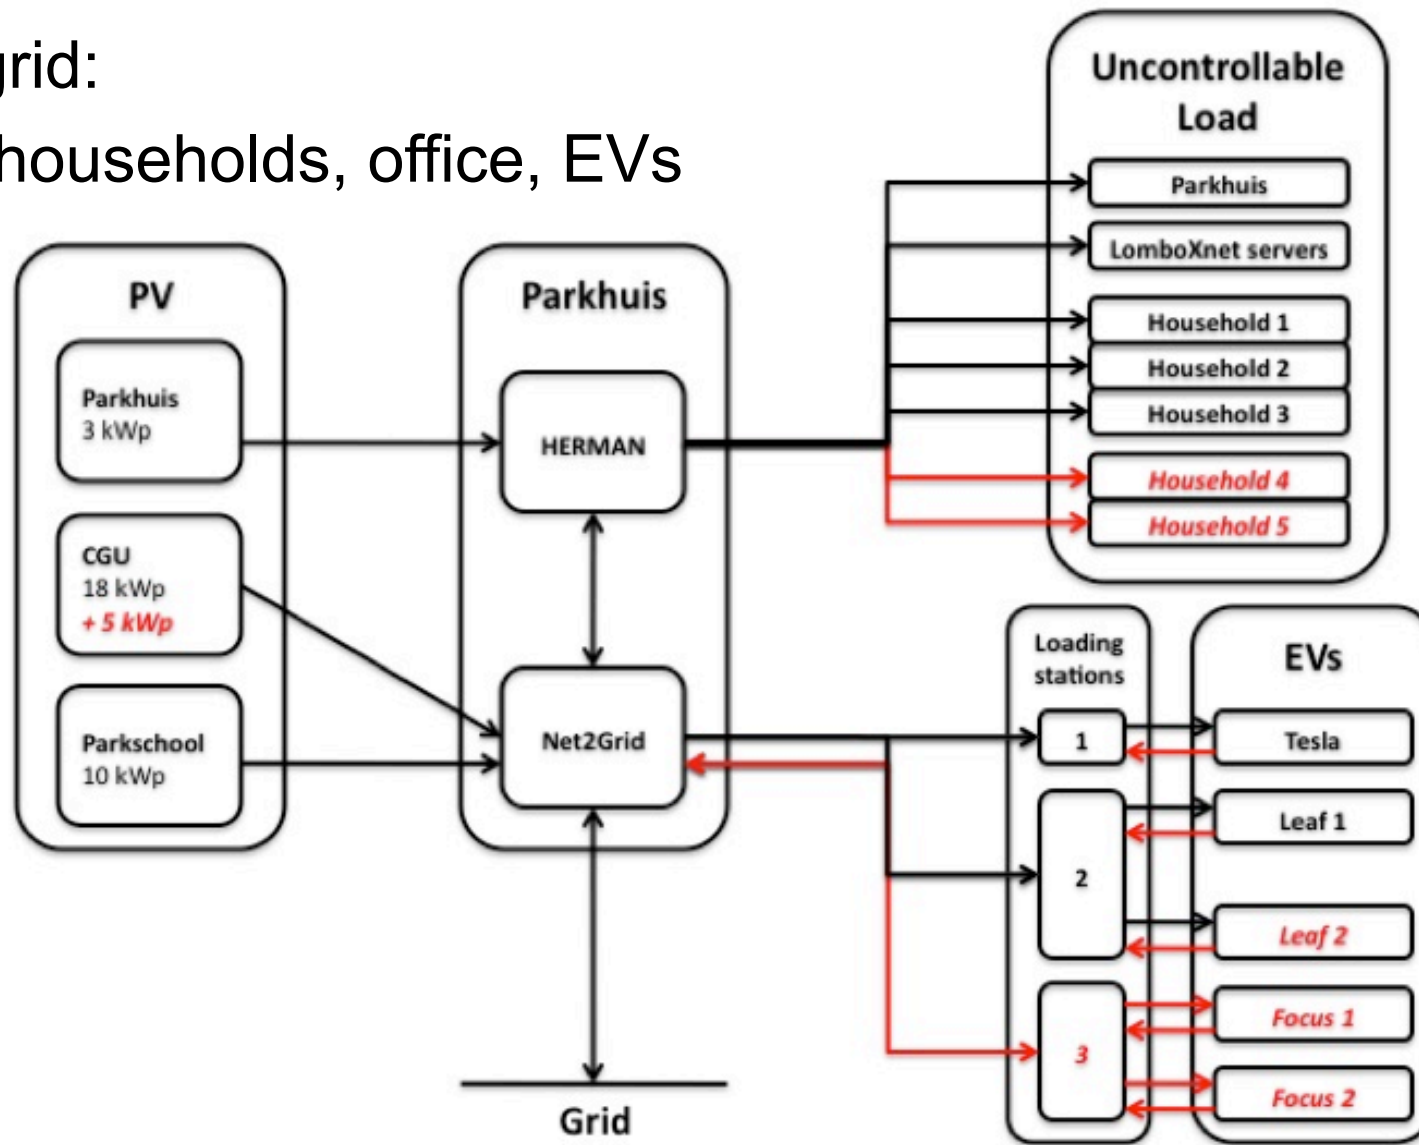 grid:
households, office, EVs
PV
Parkhuis
3 kWp
CGU
18 kWp
+ 5 kWp
Parkschool
10 kWp
Parkhuis
HERMAN
Net2Grid
Grid
Uncontrollable
Load
Parkhuis
LomboXnet servers
Household 1
Household 2
Household 3
Household 4
Household 5
Loading
stations
1
2
3
EVs
Tesla
Leaf 1
Leaf 2
Focus 1
Focus 2